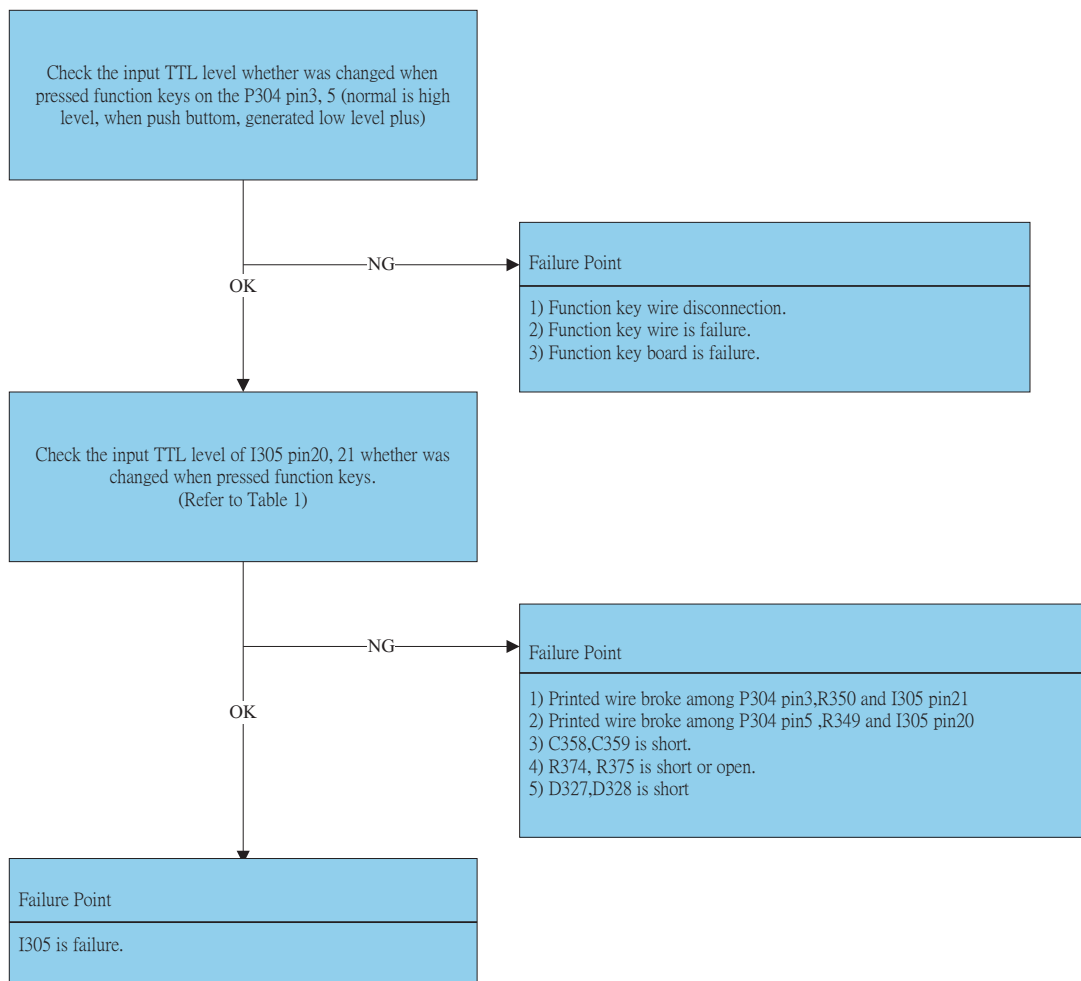 Check the input TTL level whether was changed when
pressed function keys on the P304 pin3, 5 (normal is high
level, when push buttom, generated low level plus)
NG
OK
Failure Point
1) Function key wire disconnection.
2) Function key wire is failure.
3) Function key board is failure.
Check the input TTL level of I305 pin20, 21 whether was
changed when pressed function keys.
(Refer to Table 1)
NG
OK
Failure Point
1) Printed wire broke among P304 pin3,R350 and I305 pin21
2) Printed wire broke among P304 pin5 ,R349 and I305 pin20
3) C358,C359 is short.
4) R374, R375 is short or open.
5) D327,D328 is short
Failure Point
I305 is failure.